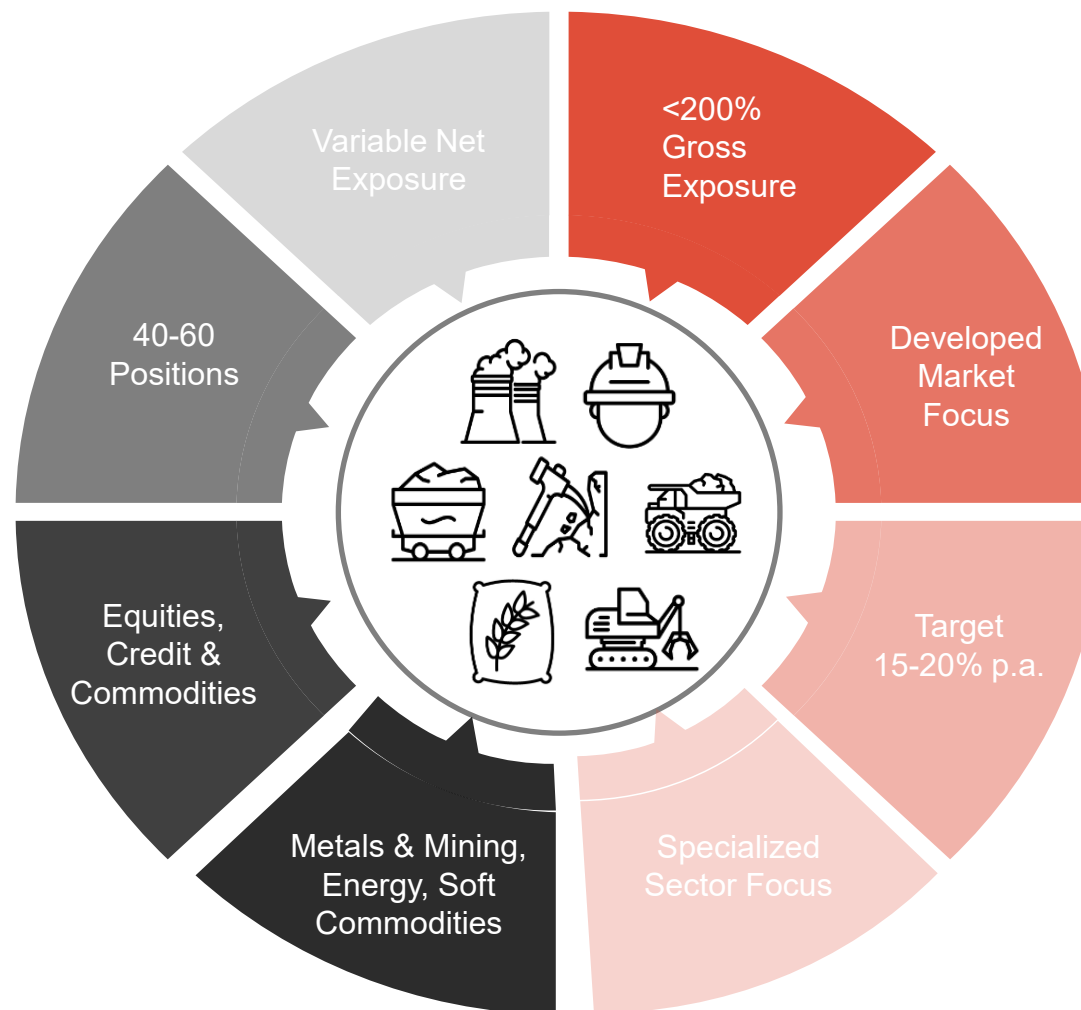 Variable Net
Exposure
<200%
Gross
Exposure
Developed
Market
Focus
Target
15-20% p.a.
Specialized
Sector Focus
Metals & Mining,
Energy, Soft
Commodities
Equities,
Credit &
Commodities
40-60
Positions